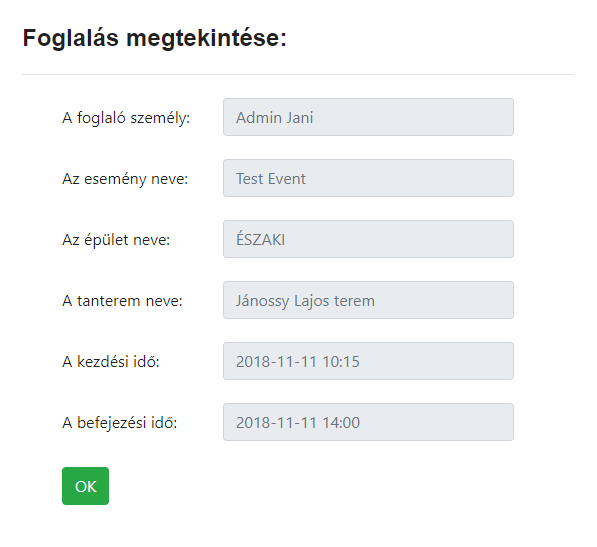 Foglalás megtekintése:
A foglaló személy: Admin Jani
Az esemény neve: Test Event
Az épület neve: ÉSZAKI
A tanterem neve: Jánossy Lajos terem
A kezdési idő: 2018-11-11 10:15
A befejezési idő: 2018-11-11 14:00
OK